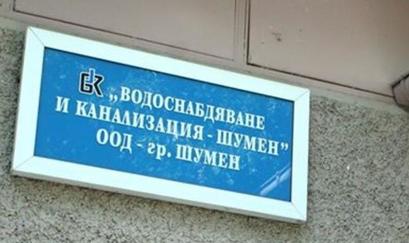 „ВОДОСНАБДЯВАНЕ
И КАНАЛИЗАЦИЯ - ШУМЕН”
ООД - гр. ШУМЕН